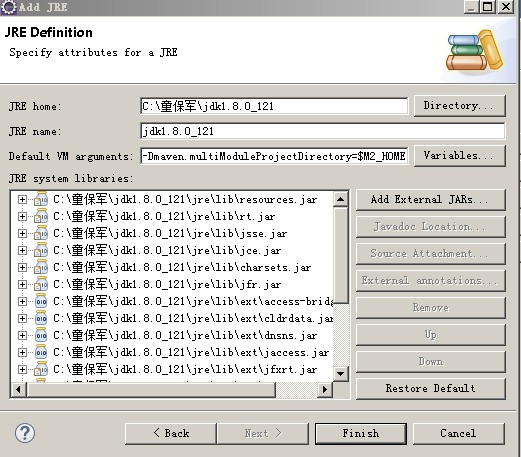 Add JRE
JRE Definition
Specify attributes for a JRE
JRE home:
C:\童保军\jdk1.8.0_121
Directory...
JRE name:
jdk1.8.0_121
Default VM arguments:
-Dmaven.multiModuleProjectDirectory=$M2_HOME
Variables...
JRE system libraries:
C:\童保军\jdk1.8.0_121\jre\lib\resources.jar
C:\童保军\jdk1.8.0_121\jre\lib\rt.jar
C:\童保军\jdk1.8.0_121\jre\lib\jsse.jar
C:\童保军\jdk1.8.0_121\jre\lib\jce.jar
C:\童保军\jdk1.8.0_121\jre\lib\charsets.jar
C:\童保军\jdk1.8.0_121\jre\lib\jfr.jar
C:\童保军\jdk1.8.0_121\jre\lib\ext\access-bridg
C:\童保军\jdk1.8.0_121\jre\lib\ext\cldrdata.jar
C:\童保军\jdk1.8.0_121\jre\lib\ext\dnsns.jar
C:\童保军\jdk1.8.0_121\jre\lib\ext\jaccess.jar
C:\童保军\jdk1.8.0_121\jre\lib\ext\jfxrt.jar
Add External JARs...
Javadoc Location...
Source Attachment...
External annotations...
Remove
Up
Down
Restore Default
?
< Back
Next >
Finish
Cancel